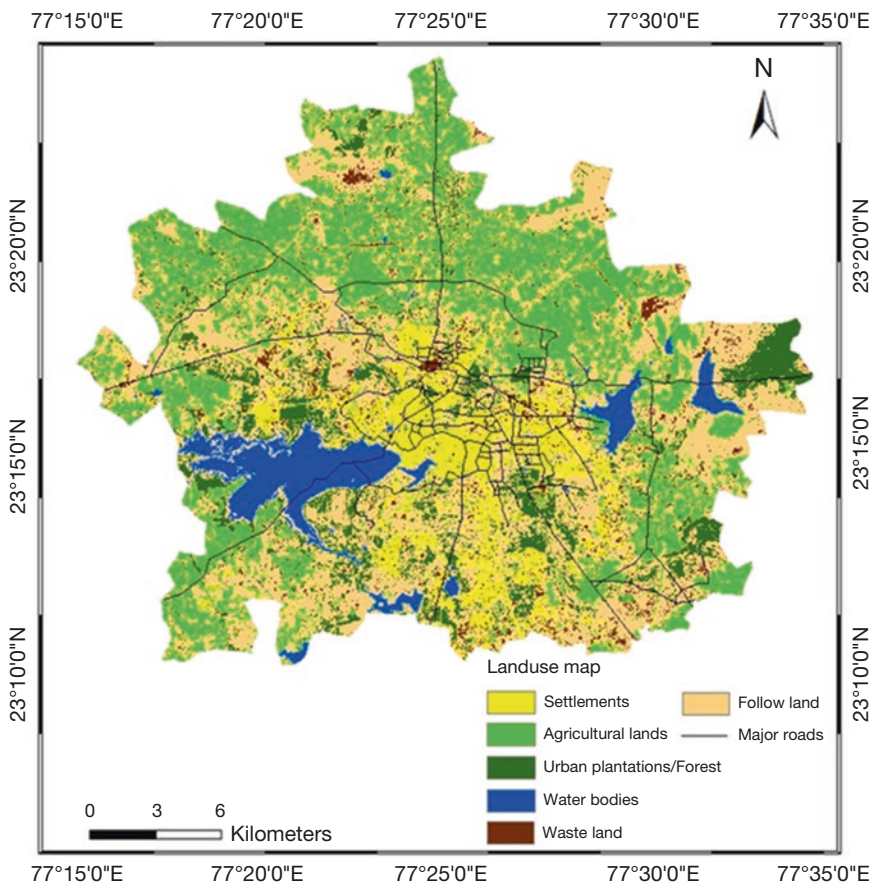 77°15'0"E 77°20'0"E 77°25'0"E 77°30'0"E 77°35'0"E
N
23°20'0"N 23°20'0"N
23°15'0"N 23°15'0"N
23°10'0"N 23°10'0"N
Landuse map
Settlements Follow land
Agricultural lands Major roads
Urban plantations/Forest
Water bodies
Waste land
0 3 6
Kilometers
77°15'0"E 77°20'0"E 77°25'0"E 77°30'0"E 77°35'0"E